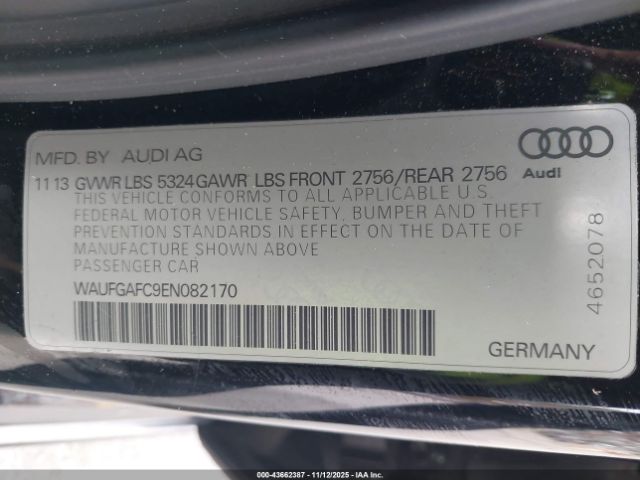 MFD. BY AUDI AG
Audi
11 13 GVWR LBS 5324 GAWR LBS FRONT 2756/REAR 2756
THIS VEHICLE CONFORMS TO ALL APPLICABLE U.S.
FEDERAL MOTOR VEHICLE SAFETY, BUMPER AND THEFT
PREVENTION STANDARDS IN EFFECT ON THE DATE OF
MANUFACTURE SHOWN ABOVE
PASSENGER CAR
WAUFGAFC9EN082170
4652078
GERMANY
000-43662387 - 11/12/2025 - IAA Inc.